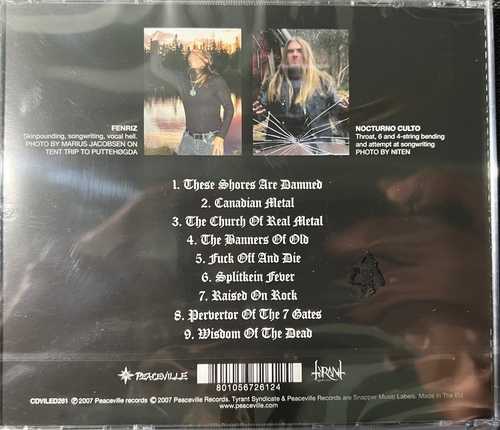 FENRIZ
Skinpounding, songwriting, vocal hell.
PHOTO BY MARIUS JACOBSEN ON
TENT TRIP TO PUTTEHØGDA
NOCTURNO CULTO
Throat, 6 and 4-string bending
and attempt at songwriting
PHOTO BY NITEN
1. These Shores Are Damned
2. Canadian Metal
3. The Church Of Real Metal
4. The Banners Of Old
5. Fuck Off And Die
6. Splitkein Fever
7. Raised On Rock
8. Pervertor Of The 7 Gates
9. Wisdom Of The Dead
PEACEVILLE
801056726124
TYRANT
CDVILED281 ℗ 2007 Peaceville records © 2007 Peaceville Records. Tyrant Syndicate & Peaceville Records are Snapper Music Labels. Made in The EU
www.peaceville.com